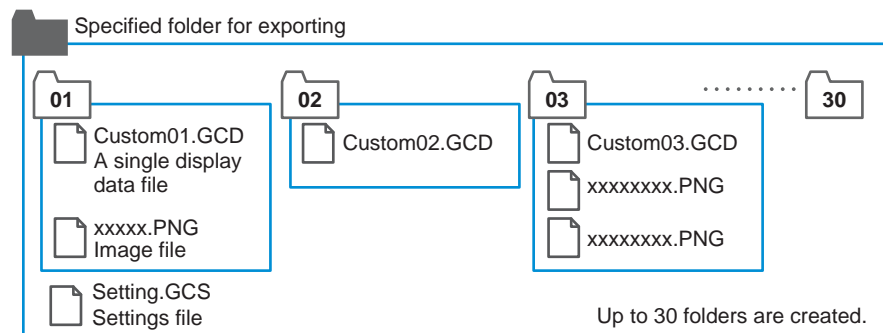 Specified folder for exporting
01
Custom01.GCD
A single display
data file
xxxxx.PNG
Image file
02
Custom02.GCD
03
Custom03.GCD
xxxxxxxx.PNG
xxxxxxxx.PNG
30
Setting.GCS
Settings file
Up to 30 folders are created.